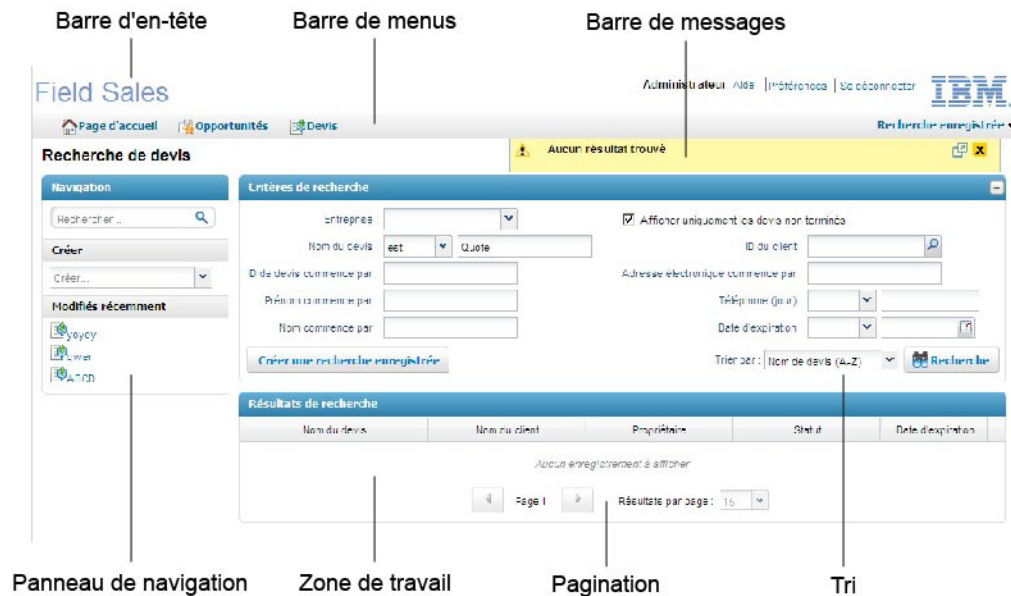 Barre d'en-tête
Barre de menus
Barre de messages
Field Sales
Administrateur Aide Préférences Se déconnecter
IBM.
Page d'accueil Opportunités Devis
Recherche enregistrée
Recherche de devis
Aucun résultat trouvé
Navigation
Rechercher...
Créer
Créer...
Modifiés récemment
yoyoy
qwer
ABCD
Critères de recherche
Entreprise
Afficher uniquement les devis non terminés
Nom du devis est Quote
ID du client
ID de devis commence par
Adresse électronique commence par
Prénom commence par
Téléphone (jour)
Nom commence par
Date d'expiration
Créer une recherche enregistrée
Trier par : Nom de devis (A-Z) Recherche
Résultats de recherche
Nom du devis Nom du client Propriétaire Statut Date d'expiration
Aucun enregistrement à afficher
Page 1 Résultats par page : 15
Panneau de navigation
Zone de travail
Pagination
Tri